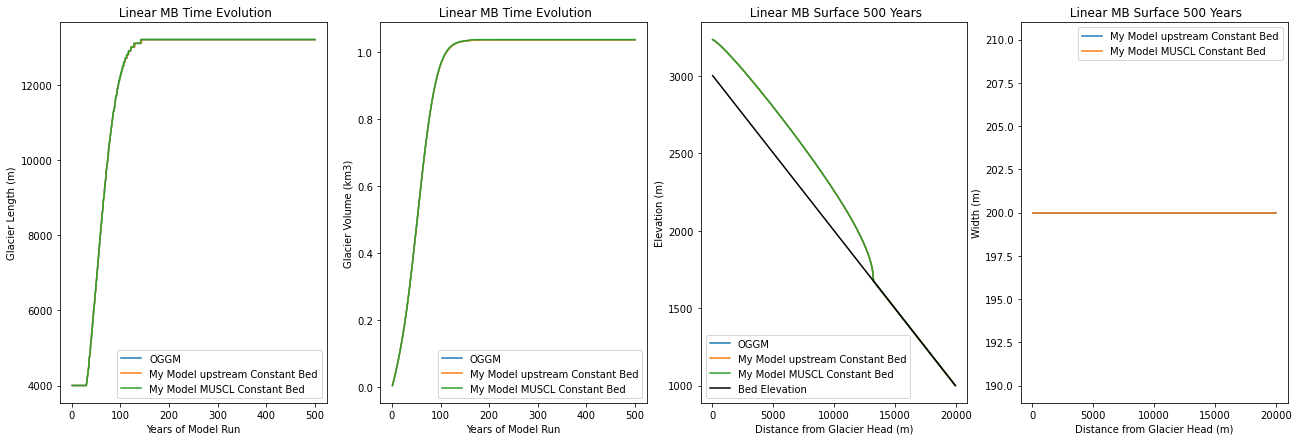 Linear MB Time Evolution
Glacier Length (m)
12000
10000
8000
6000
4000
0 100 200 300 400 500
Years of Model Run
OGGM
My Model upstream Constant Bed
My Model MUSCL Constant Bed
Linear MB Time Evolution
Glacier Volume (km3)
1.0
0.8
0.6
0.4
0.2
0.0
0 100 200 300 400 500
Years of Model Run
OGGM
My Model upstream Constant Bed
My Model MUSCL Constant Bed
Linear MB Surface 500 Years
Elevation (m)
3000
2500
2000
1500
1000
0 5000 10000 15000 20000
Distance from Glacier Head (m)
OGGM
My Model upstream Constant Bed
My Model MUSCL Constant Bed
Bed Elevation
Linear MB Surface 500 Years
Width (m)
210.0
207.5
205.0
202.5
200.0
197.5
195.0
192.5
190.0
0 5000 10000 15000 20000
Distance from Glacier Head (m)
My Model upstream Constant Bed
My Model MUSCL Constant Bed